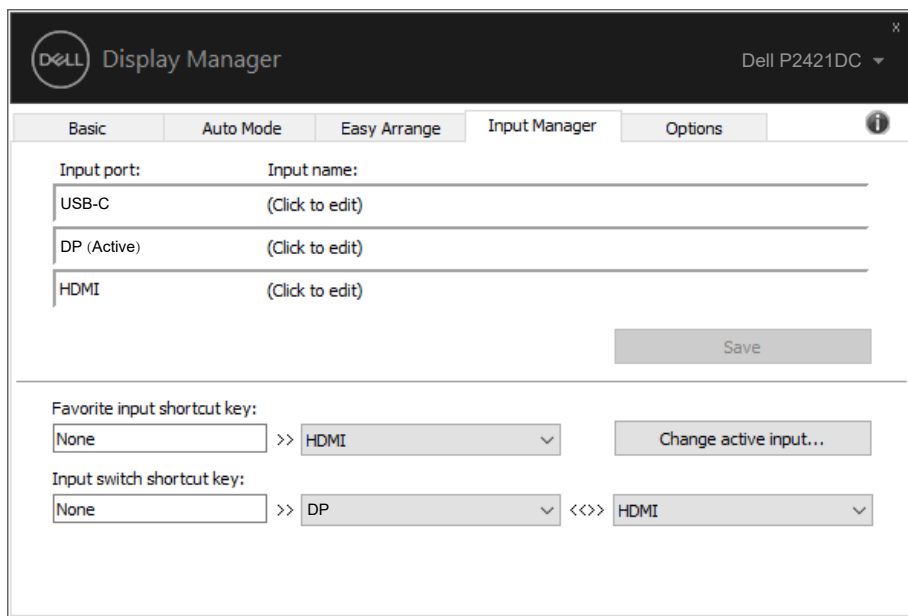 DELL Display Manager
x
Dell P2421DC
Basic Auto Mode Easy Arrange Input Manager Options i
Input port: Input name:
USB-C (Click to edit)
DP (Active) (Click to edit)
HDMI (Click to edit)
Save
Favorite input shortcut key:
None >> HDMI Change active input...
Input switch shortcut key:
None >> DP <<>> HDMI